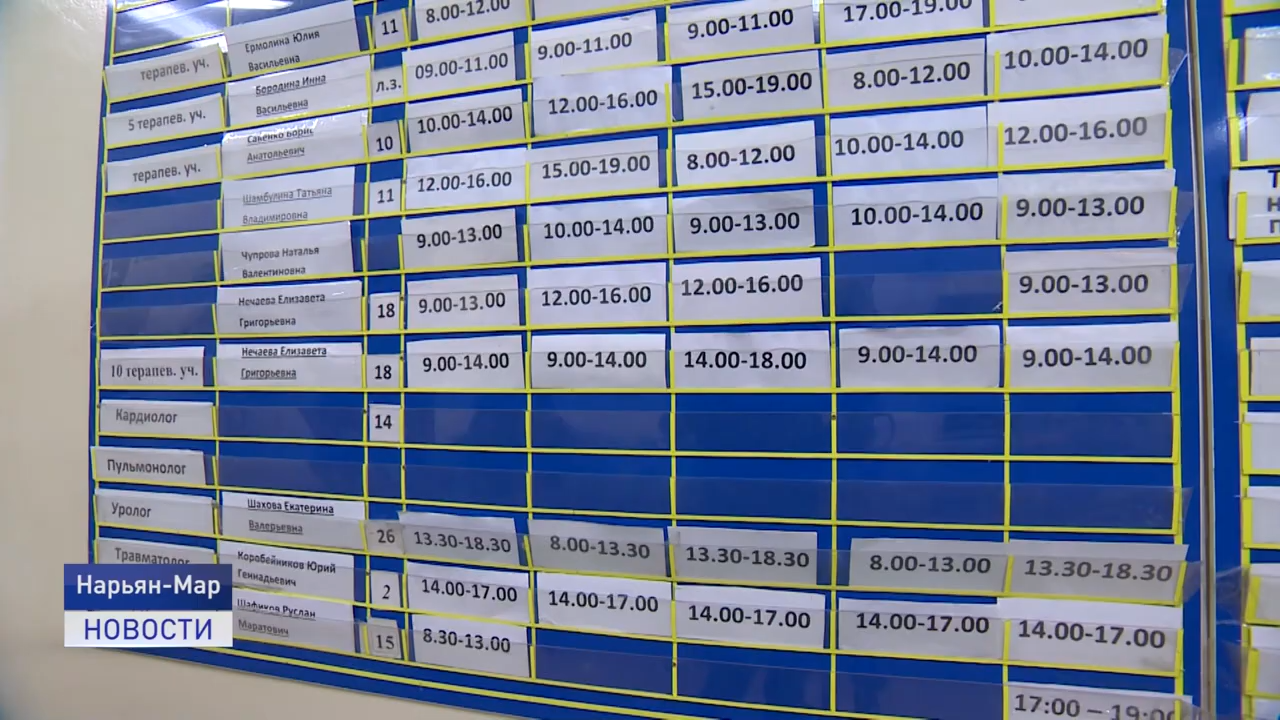 Ермолина Юлия
Васильевна
11
8.00-12.00
9.00-11.00
17.00-19.00
терапев. уч.
Бородина Инна
Васильевна
л.з.
09.00-11.00
9.00-11.00
15.00-19.00
8.00-12.00
10.00-14.00
5 терапев. уч.
Савенко Борис
Анатольевич
10
10.00-14.00
12.00-16.00
8.00-12.00
10.00-14.00
12.00-16.00
терапев. уч.
Шамбулина Татьяна
Владимировна
11
12.00-16.00
15.00-19.00
9.00-13.00
10.00-14.00
9.00-13.00
Чупрова Наталья
Валентиновна
9.00-13.00
10.00-14.00
12.00-16.00
9.00-13.00
Нечаева Елизавета
Григорьевна
18
9.00-13.00
12.00-16.00
10 терапев. уч.
Нечаева Елизавета
Григорьевна
18
9.00-14.00
9.00-14.00
14.00-18.00
9.00-14.00
9.00-14.00
Кардиолог
14
Пульмонолог
Уролог
Шахова Екатерина
Валерьевна
26
13.30-18.30
8.00-13.30
13.30-18.30
8.00-13.00
13.30-18.30
Травматолог
Коробейников Юрий
Геннадьевич
2
14.00-17.00
14.00-17.00
14.00-17.00
14.00-17.00
14.00-17.00
Шафиков Руслан
Маратович
15
8.30-13.00
17:00 – 19:00
Нарьян-Мар
НОВОСТИ